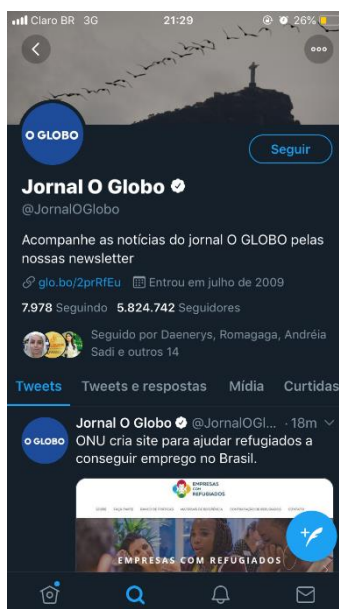 Claro BR 3G 21:29 26%
O GLOBO
Seguir
Jornal O Globo
@JornalOGlobo
Acompanhe as notícias do jornal O GLOBO pelas
nossas newsletter
glo.bo/2prRfEu Entrou em julho de 2009
7.978 Seguindo 5.824.742 Seguidores
Seguido por Daenerys, Romagaga, Andréia
Sadi e outros 14
Tweets Tweets e respostas Mídia Curtidas
Jornal O Globo @JornalOGl... · 18m
O GLOBO
ONU cria site para ajudar refugiados a
conseguir emprego no Brasil.
EMPRESAS
COM
REFUGIADOS
EMPRESAS COM REFUGIADOS